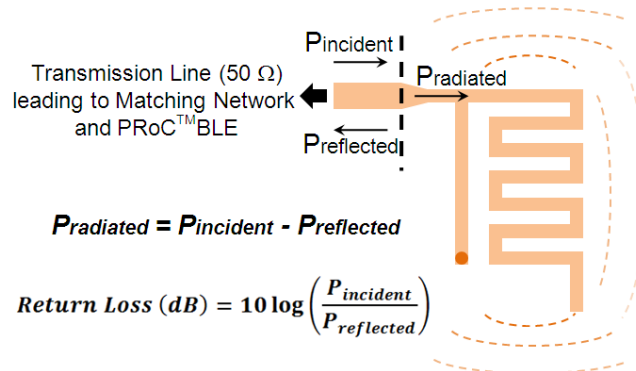 Pincident
Transmission Line (50 Ω)
leading to Matching Network
and PRoC™BLE
Pradiated
Preflected
Pradiated = Pincident - Preflected
Return Loss (dB) = 10 log(Pincident/Preflected)